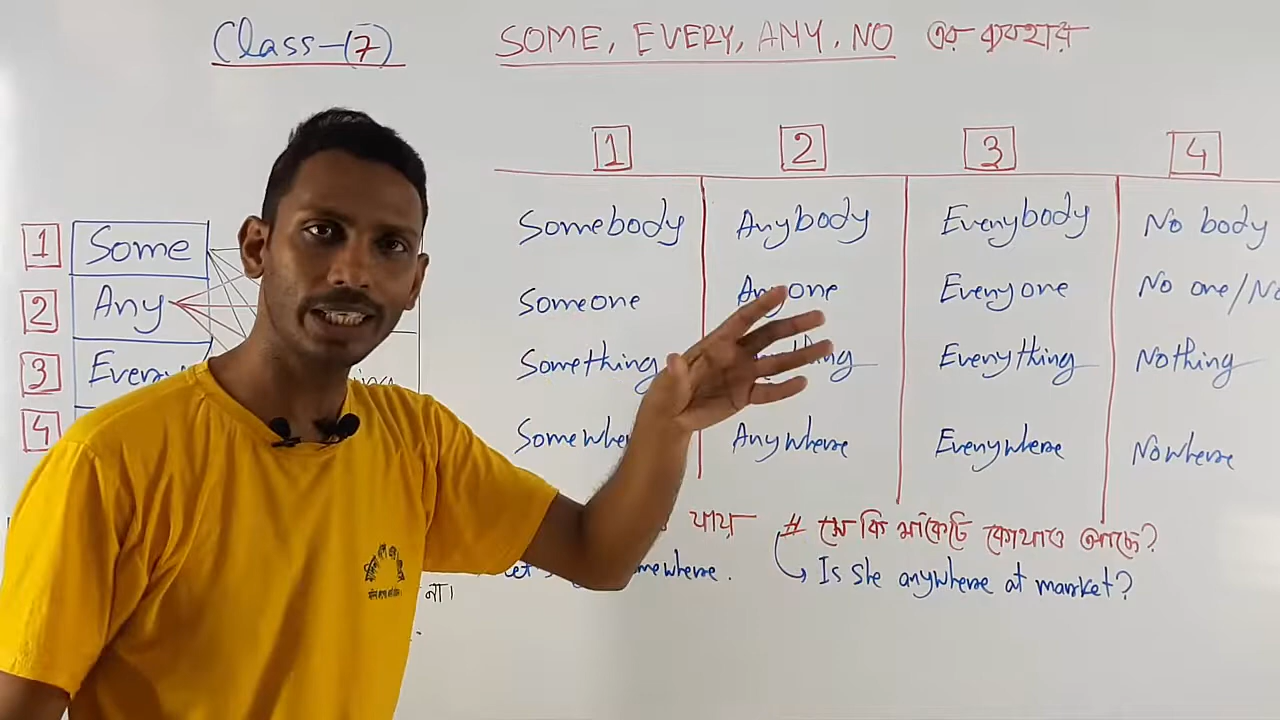 Class-(7)
SOME, EVERY, ANY, NO এর ব্যবহার
1 2 3 4
Somebody Anybody Everybody No body
Someone Anyone Everyone No one/No
Something Anything Everything Nothing
Somewhere Anywhere Everywhere Nowhere
1 Some
2 Any
3 Every
4
যায়
somewhere.
# সে কি মার্কেটে কোথাও আছে?
Is she anywhere at market?
না।